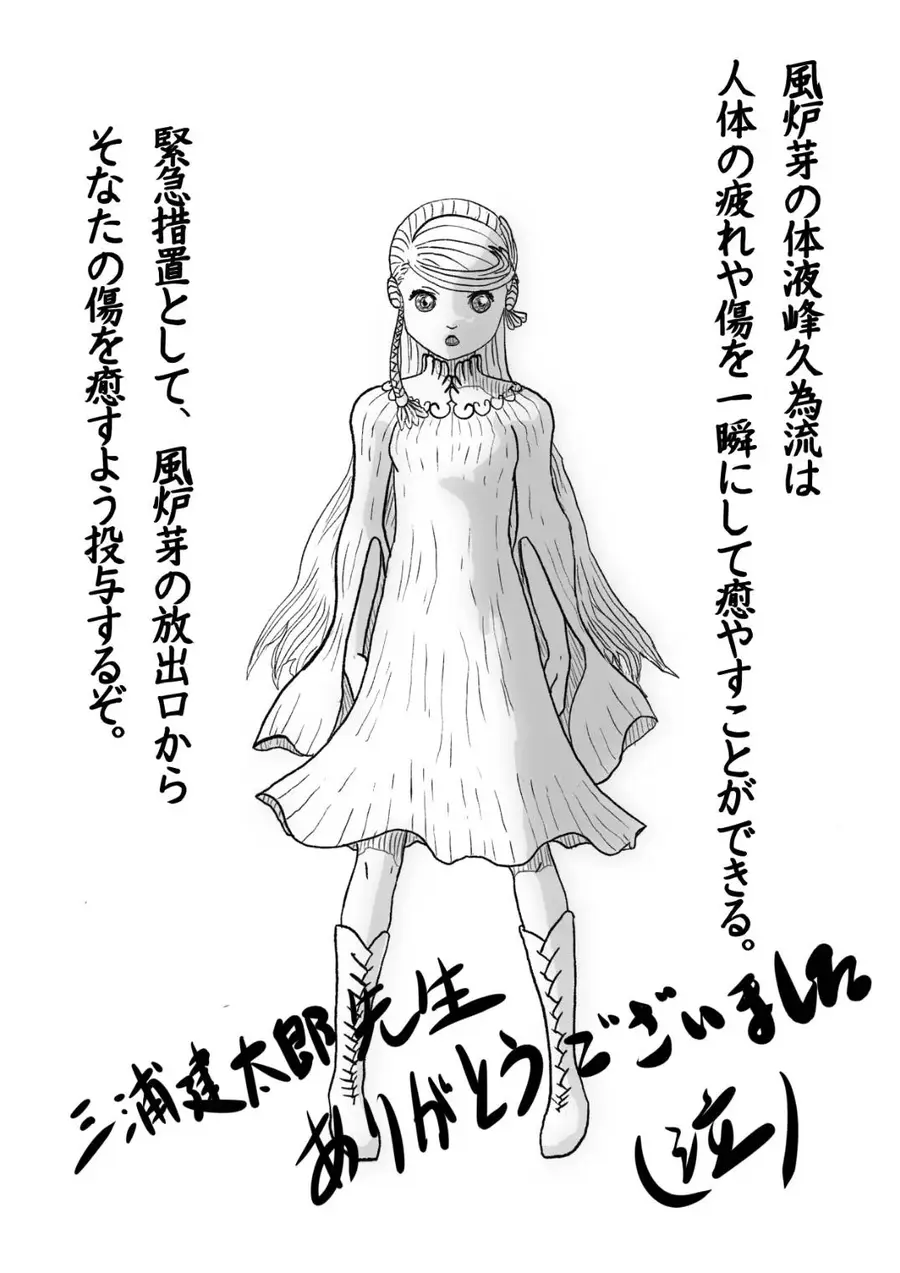 風炉芽の体液峰久為流は
人体の疲れや傷を一瞬にして癒やすことができる。
緊急措置として、風炉芽の放出口から
そなたの傷を癒すよう投与するぞ。
三浦建太郎先生
ありがとうございました
(泣)